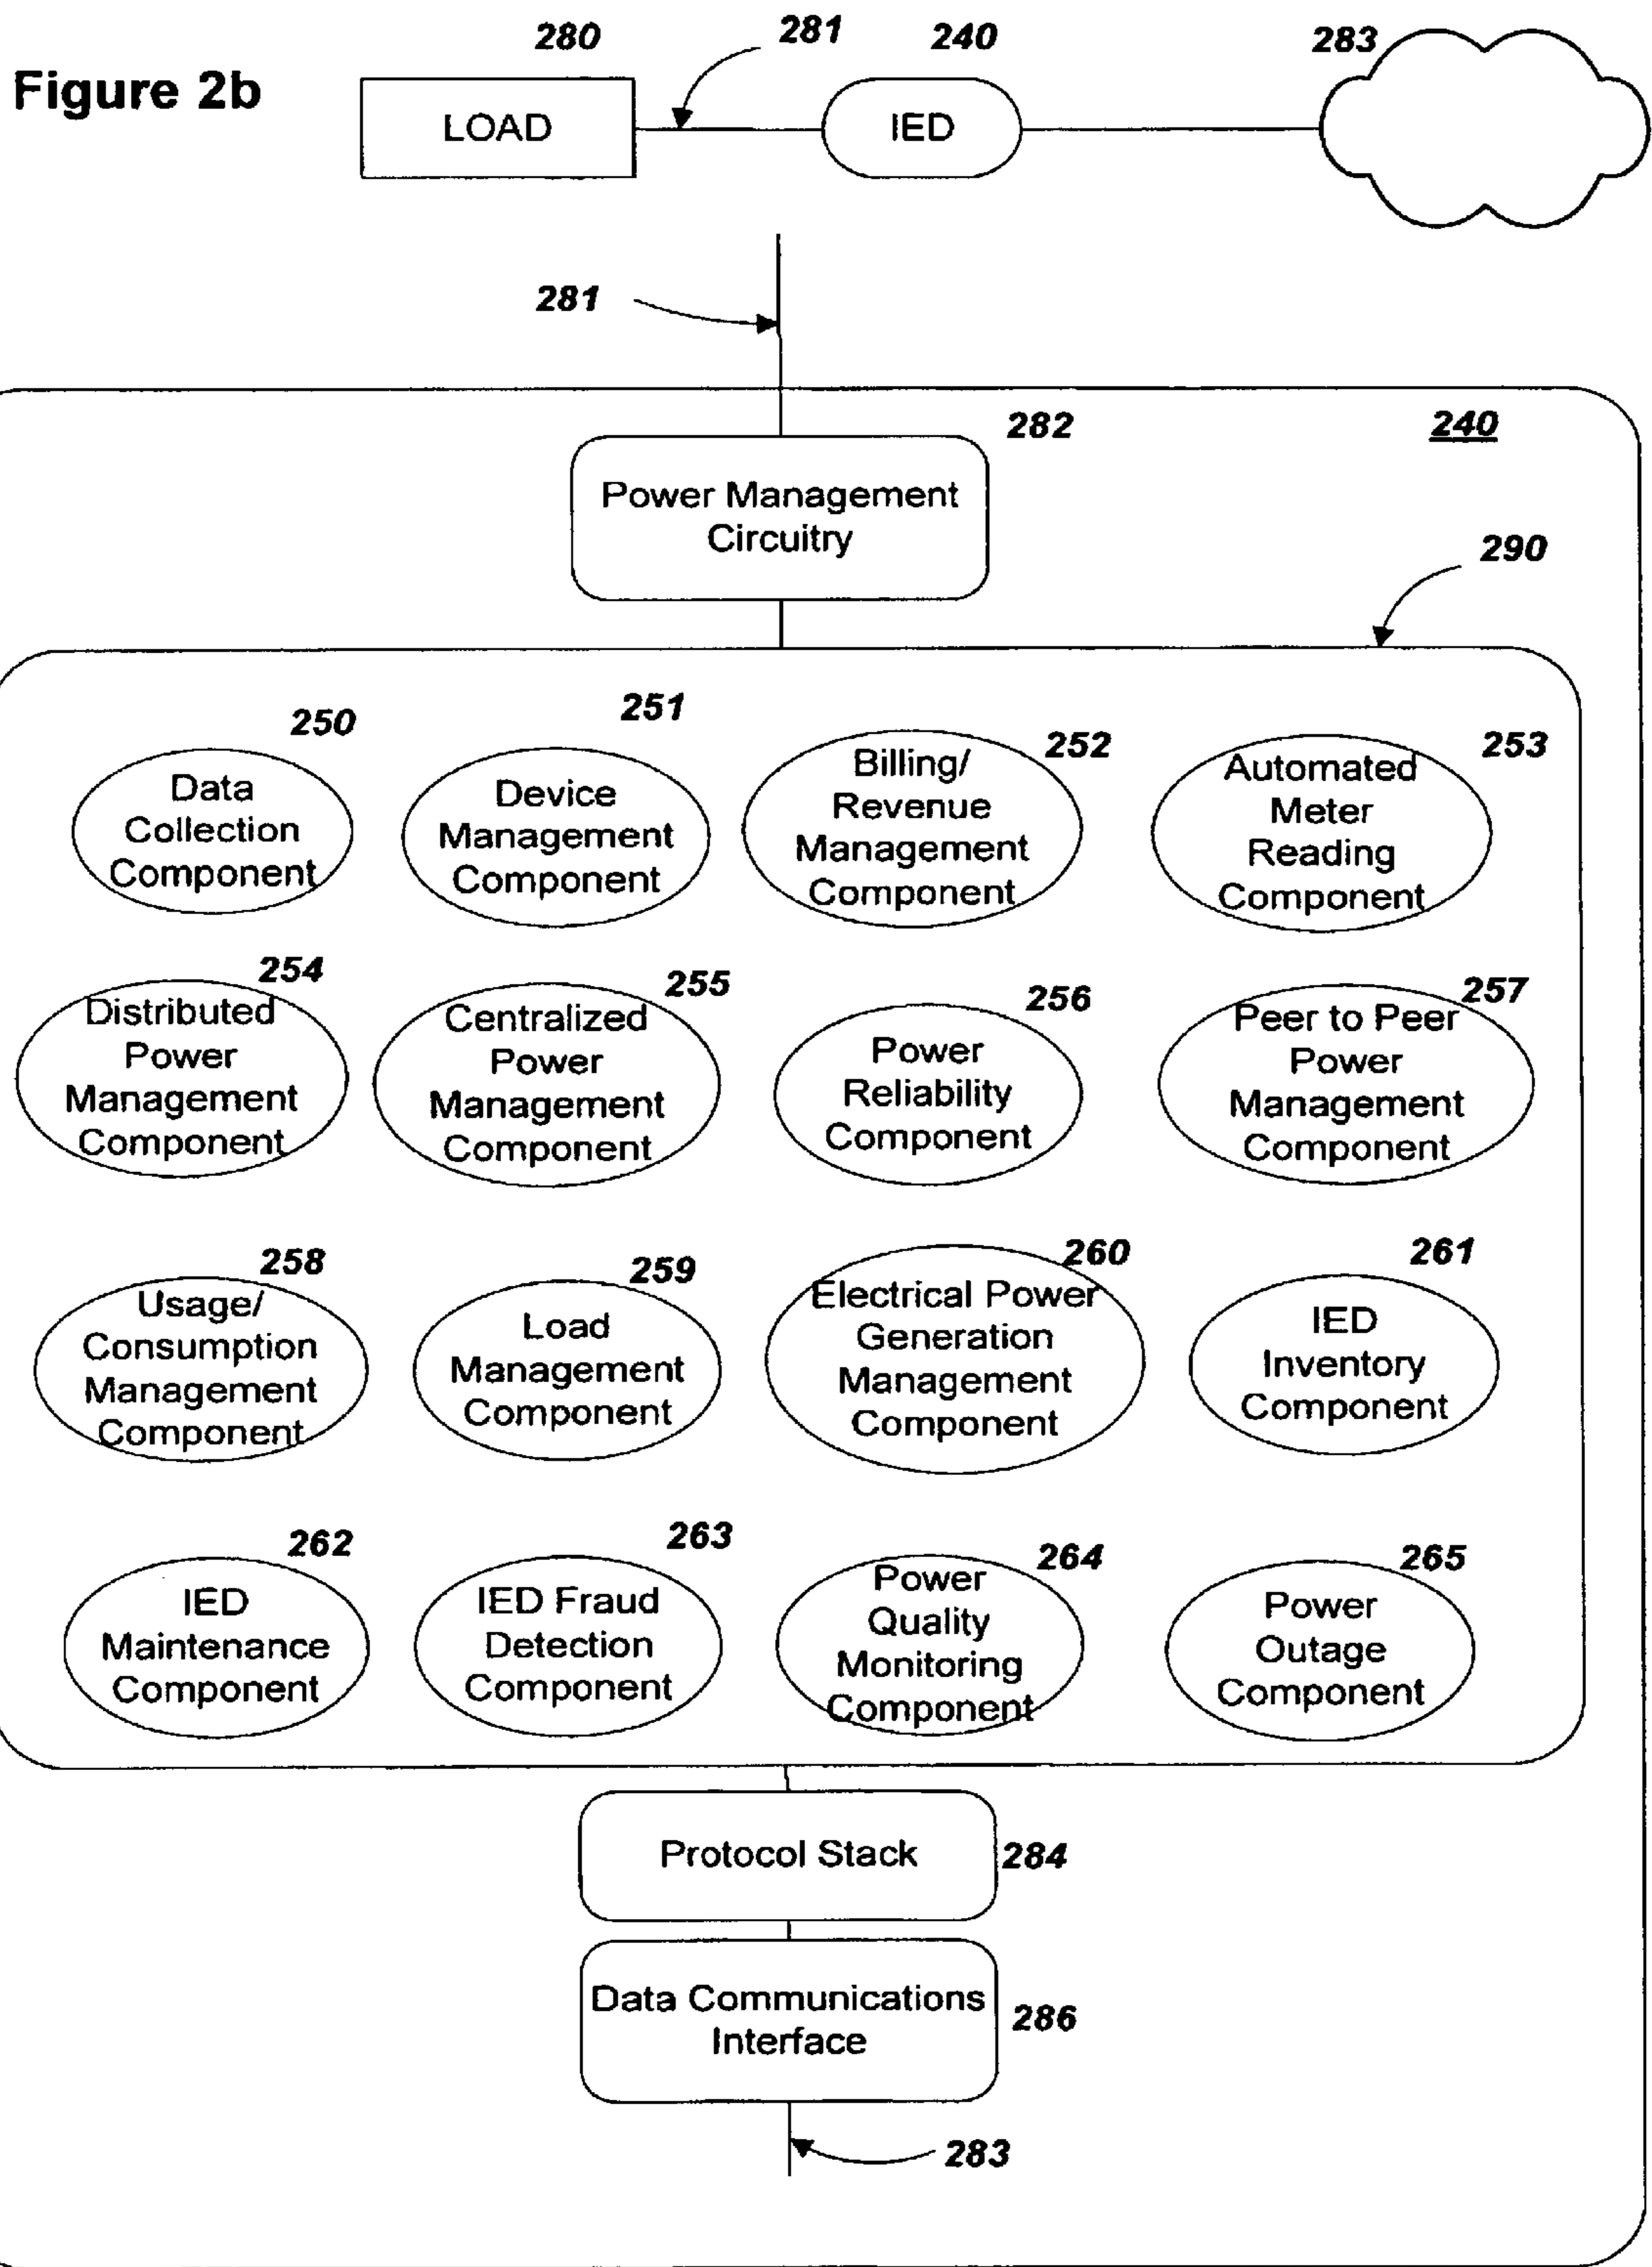 280
281
240
283
Figure 2b
LOAD
IED
281
282
240
Power Management
Circuitry
290
250
Data
Collection
Component
251
Device
Management
Component
252
Billing/
Revenue
Management
Component
253
Automated
Meter
Reading
Component
254
Distributed
Power
Management
Component
255
Centralized
Power
Management
Component
256
Power
Reliability
Component
257
Peer to Peer
Power
Management
Component
258
Usage/
Consumption
Management
Component
259
Load
Management
Component
260
Electrical Power
Generation
Management
Component
261
IED
Inventory
Component
262
IED
Maintenance
Component
263
IED Fraud
Detection
Component
264
Power
Quality
Monitoring
Component
265
Power
Outage
Component
Protocol Stack
284
Data Communications
Interface
286
283